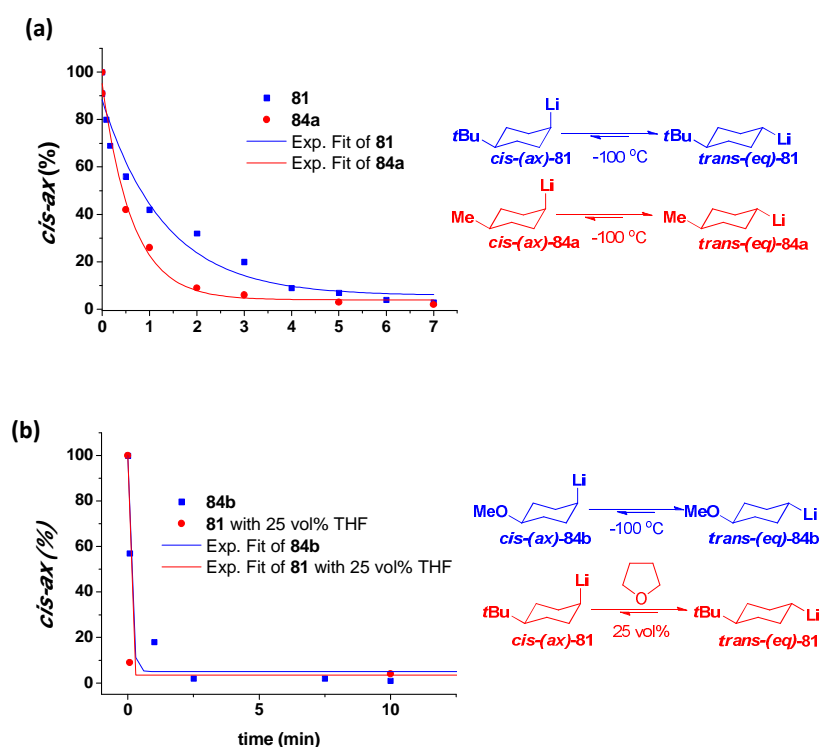 (a)
cis-ax (%)
100
80
60
40
20
0
0 1 2 3 4 5 6 7
81
84a
Exp. Fit of 81
Exp. Fit of 84a
Li
tBu
cis-(ax)-81
-100 °C
tBu
Li
trans-(eq)-81
Li
Me
cis-(ax)-84a
-100 °C
Me
Li
trans-(eq)-84a
(b)
cis-ax (%)
100
80
60
40
20
0
0 5 10
time (min)
84b
81 with 25 vol% THF
Exp. Fit of 84b
Exp. Fit of 81 with 25 vol% THF
Li
MeO
cis-(ax)-84b
-100 °C
MeO
Li
trans-(eq)-84b
Li
tBu
cis-(ax)-81
O
25 vol%
tBu
Li
trans-(eq)-81